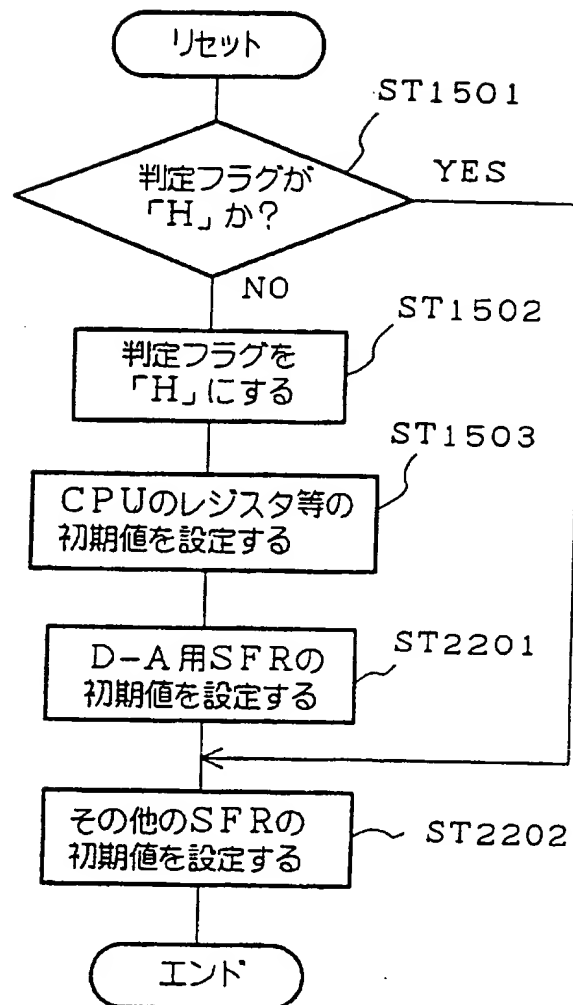 リセット
ST1501
判定フラグが
「H」か?
YES
NO
ST1502
判定フラグを
「H」にする
ST1503
CPUのレジスタ等の
初期値を設定する
ST2201
D-A用SFRの
初期値を設定する
その他のSFRの
初期値を設定する
ST2202
エンド